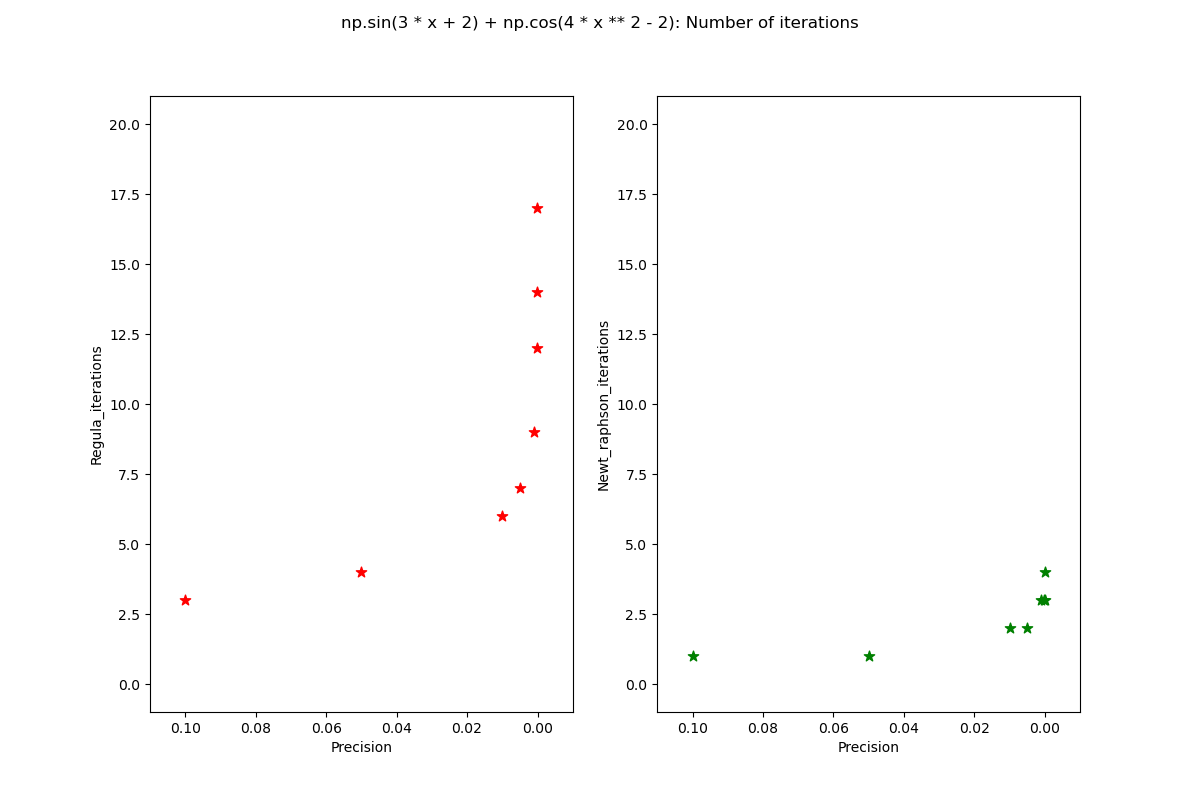 np.sin(3 * x + 2) + np.cos(4 * x ** 2 - 2): Number of iterations
Regula_iterations
20.0
17.5
15.0
12.5
10.0
7.5
5.0
2.5
0.0
0.10 0.08 0.06 0.04 0.02 0.00
Precision
Newt_raphson_iterations
20.0
17.5
15.0
12.5
10.0
7.5
5.0
2.5
0.0
0.10 0.08 0.06 0.04 0.02 0.00
Precision